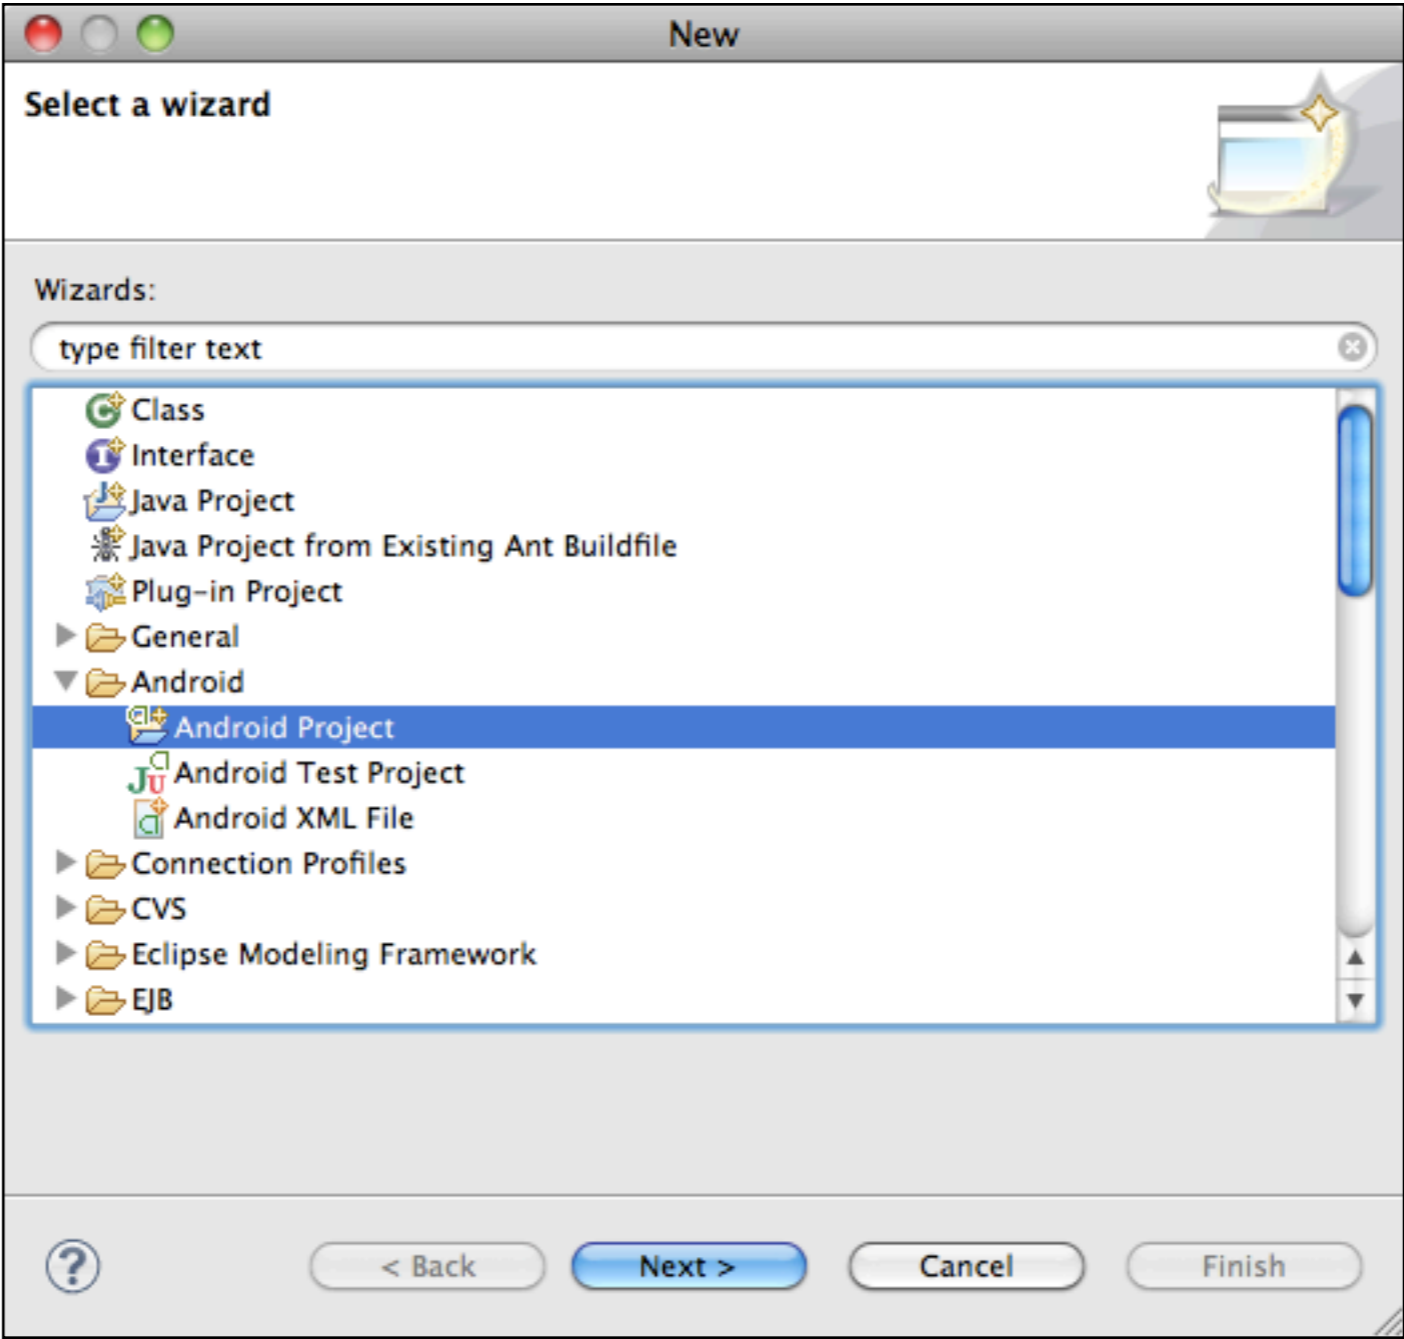 New
Select a wizard
Wizards:
type filter text
Class
Interface
Java Project
Java Project from Existing Ant Buildfile
Plug-in Project
General
Android
Android Project
Android Test Project
Android XML File
Connection Profiles
CVS
Eclipse Modeling Framework
EJB
? < Back Next > Cancel Finish